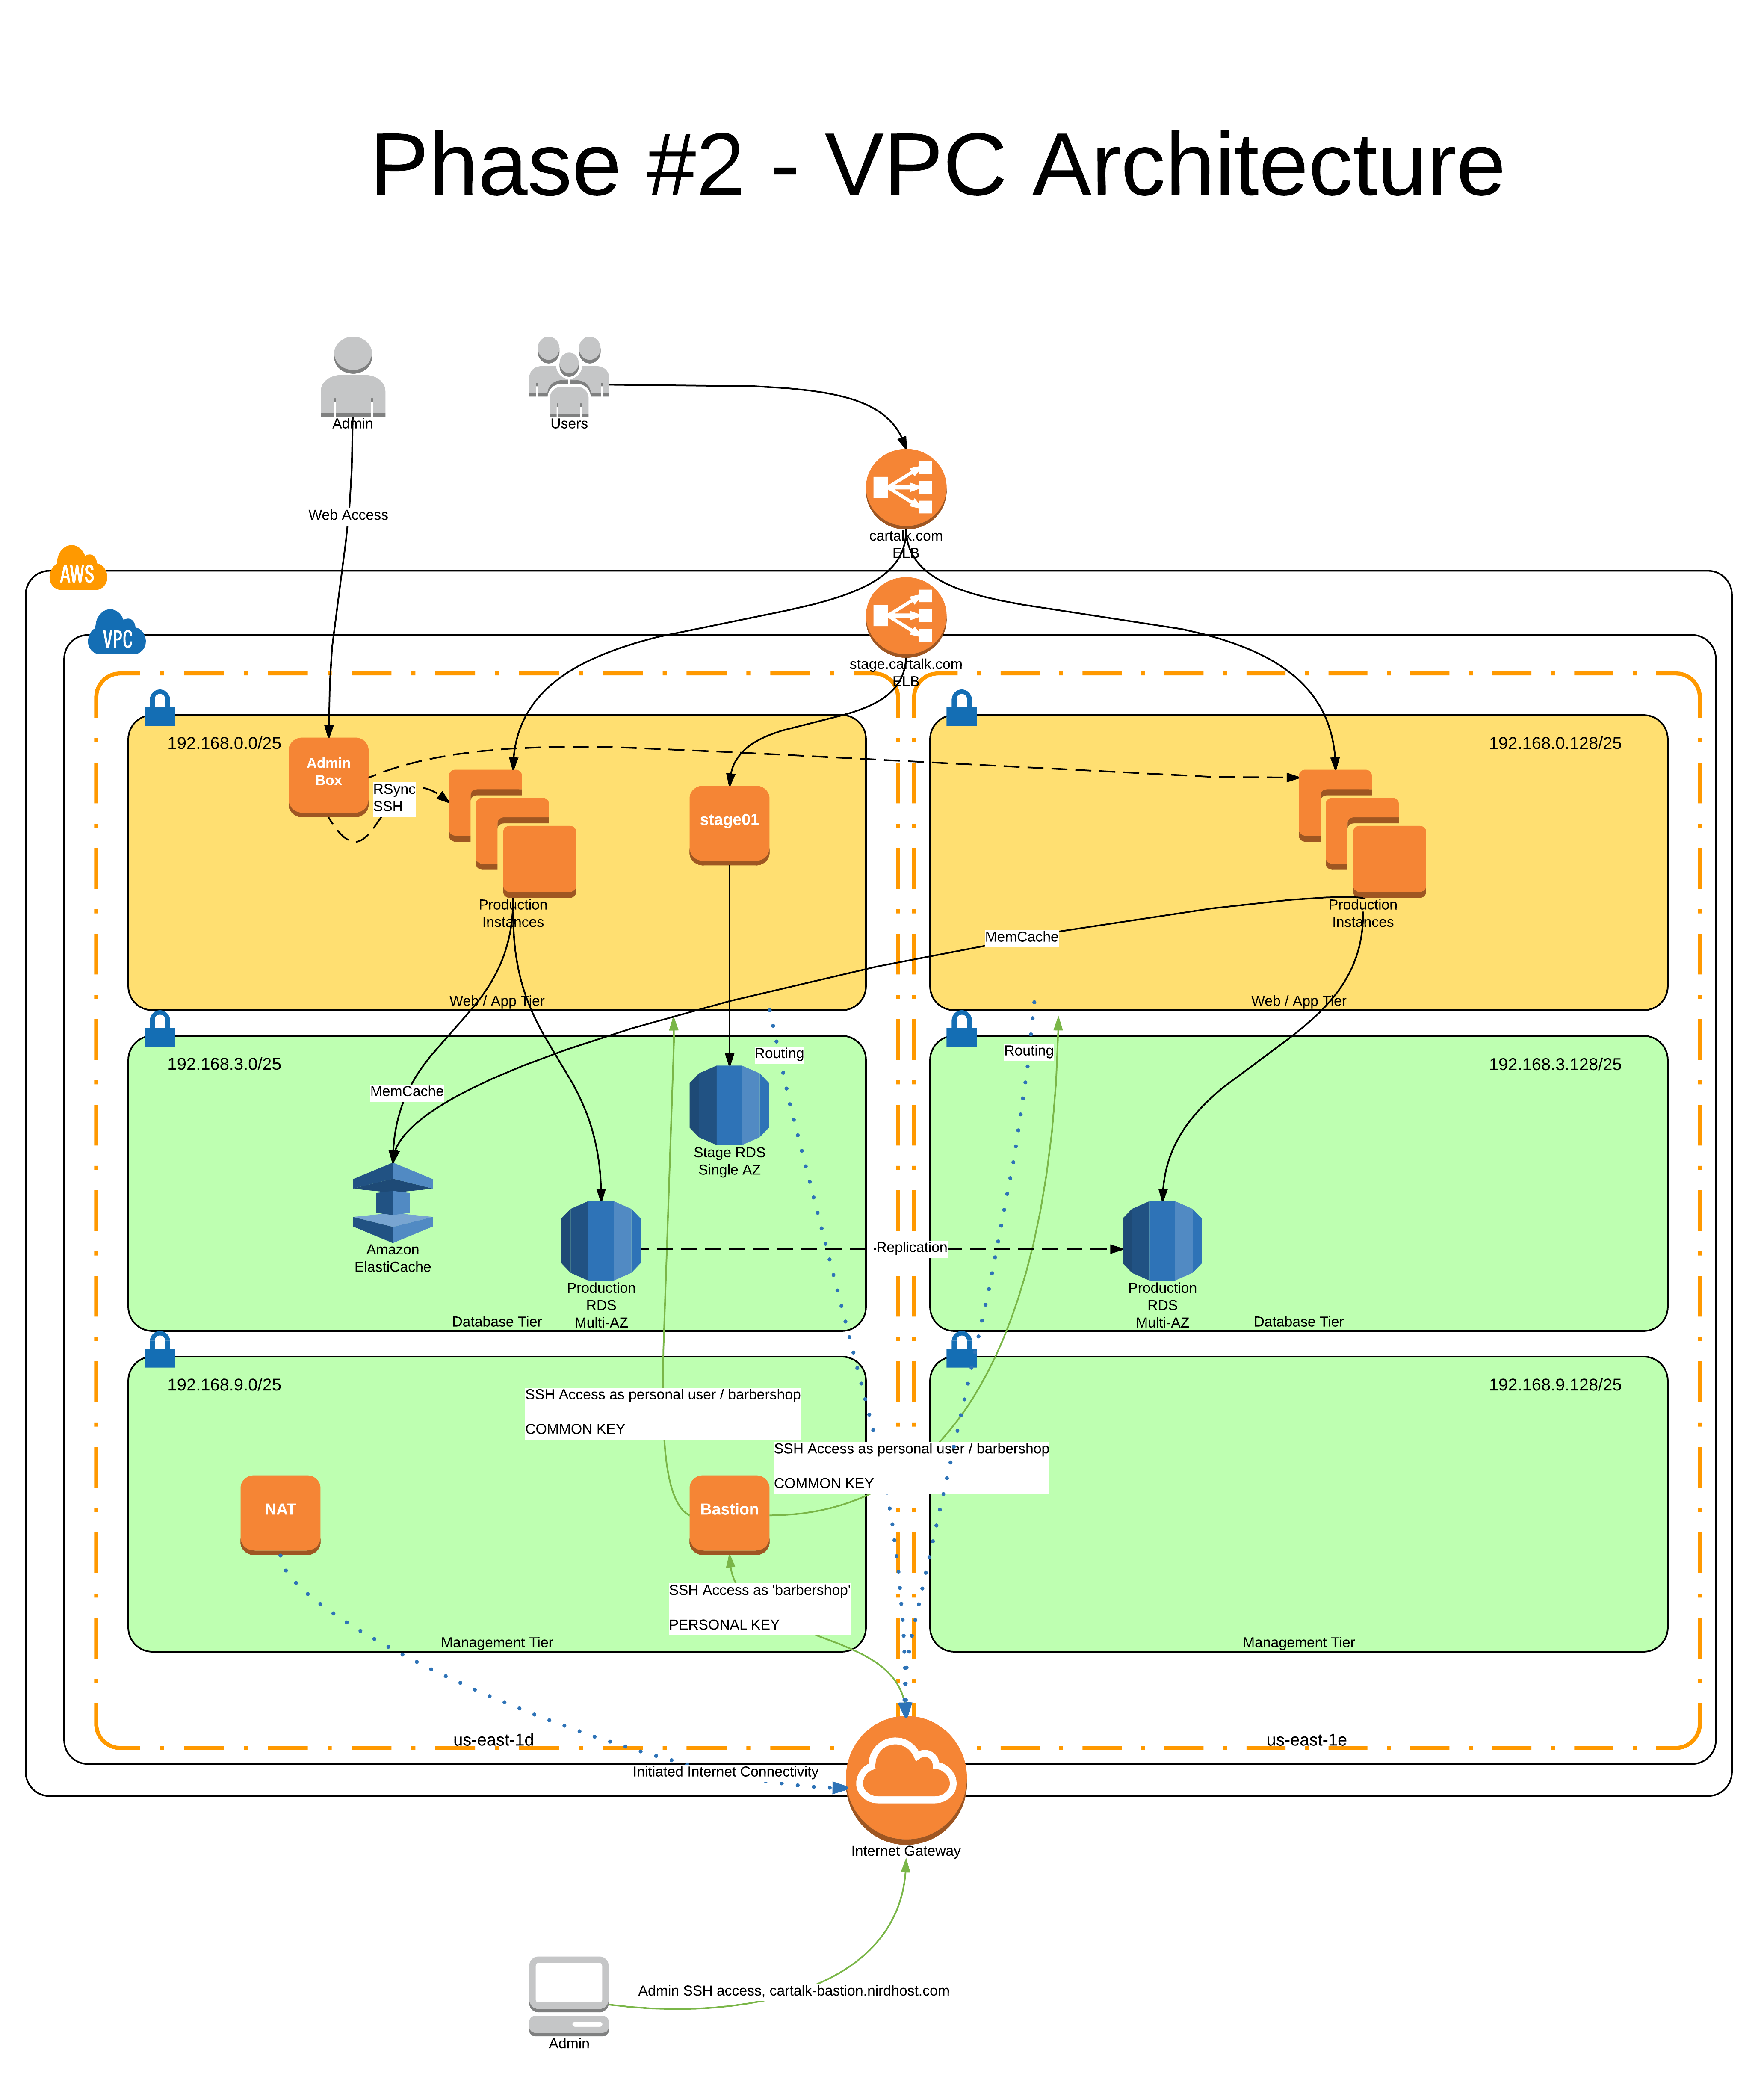 Phase #2 - VPC Architecture
Admin
Users
Web Access
cartalk.com
ELB
AWS
VPC
stage.cartalk.com
ELB
192.168.0.0/25
Admin
Box
RSync
SSH
stage01
192.168.0.128/25
Production
Instances
Production
Instances
MemCache
Web / App Tier
Web / App Tier
192.168.3.0/25
Routing
Routing
192.168.3.128/25
MemCache
Stage RDS
Single AZ
Amazon
ElastiCache
Replication
Production
RDS
Multi-AZ
Production
RDS
Multi-AZ
Database Tier
Database Tier
192.168.9.0/25
192.168.9.128/25
SSH Access as personal user / barbershop
COMMON KEY
SSH Access as personal user / barbershop
COMMON KEY
NAT
Bastion
SSH Access as 'barbershop'
PERSONAL KEY
Management Tier
Management Tier
us-east-1d
us-east-1e
Initiated Internet Connectivity
Internet Gateway
Admin SSH access, cartalk-bastion.nirdhost.com
Admin